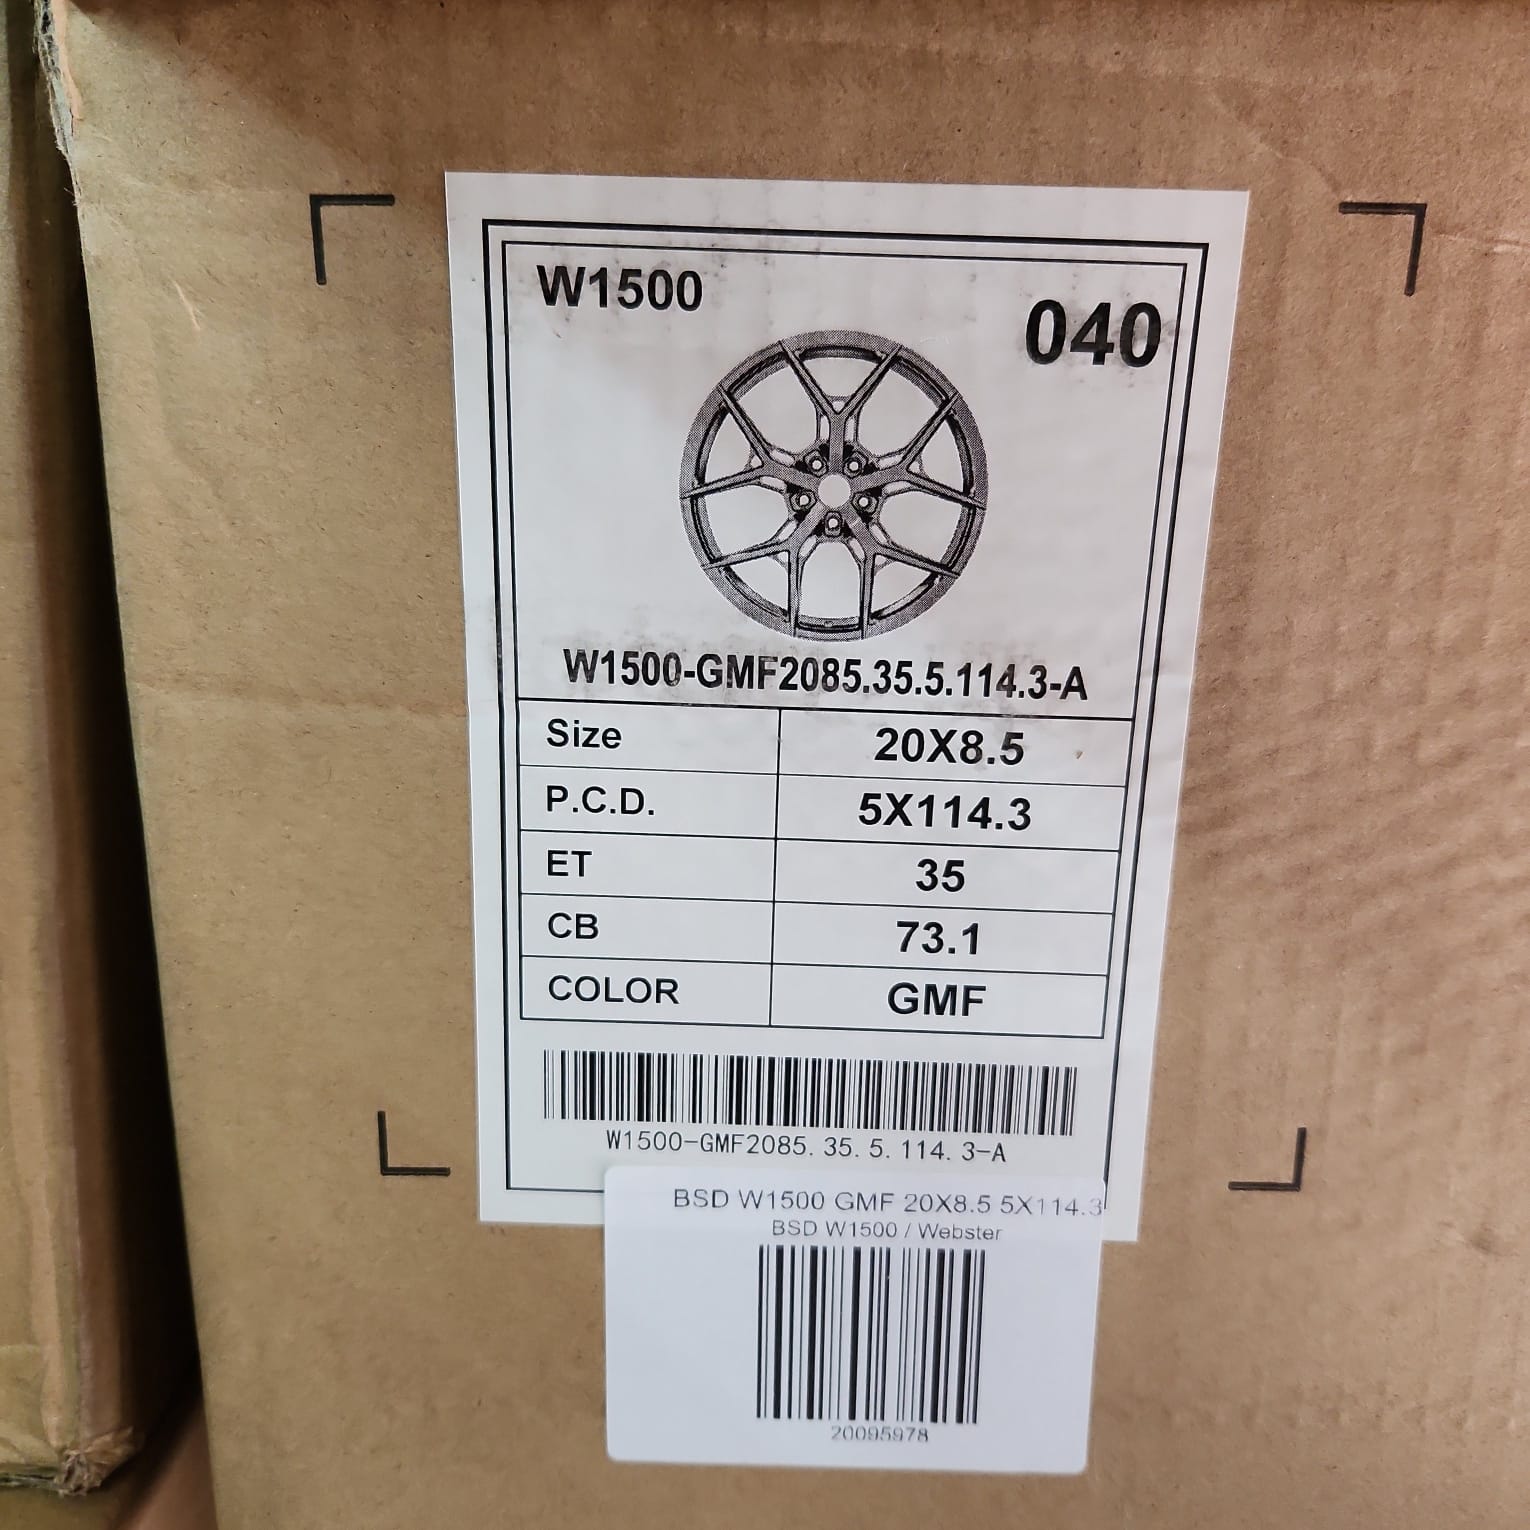 W1500
040
W1500-GMF2085.35.5.114.3-A
Size 20X8.5
P.C.D. 5X114.3
ET 35
CB 73.1
COLOR GMF
W1500-GMF2085. 35. 5. 114. 3-A
BSD W1500 GMF 20X8.5 5X114.3
BSD W1500 / Webster
20095978